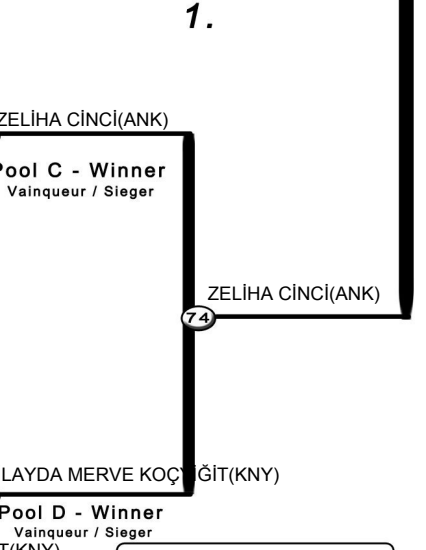 1.
ZELİHA CİNCİ(ANK)
Pool C - Winner
Vainqueur / Sieger
ZELİHA CİNCİ(ANK)
74
LAYDA MERVE KOÇYİĞİT(KNY)
Pool D - Winner
Vainqueur / Sieger
T(KNY)